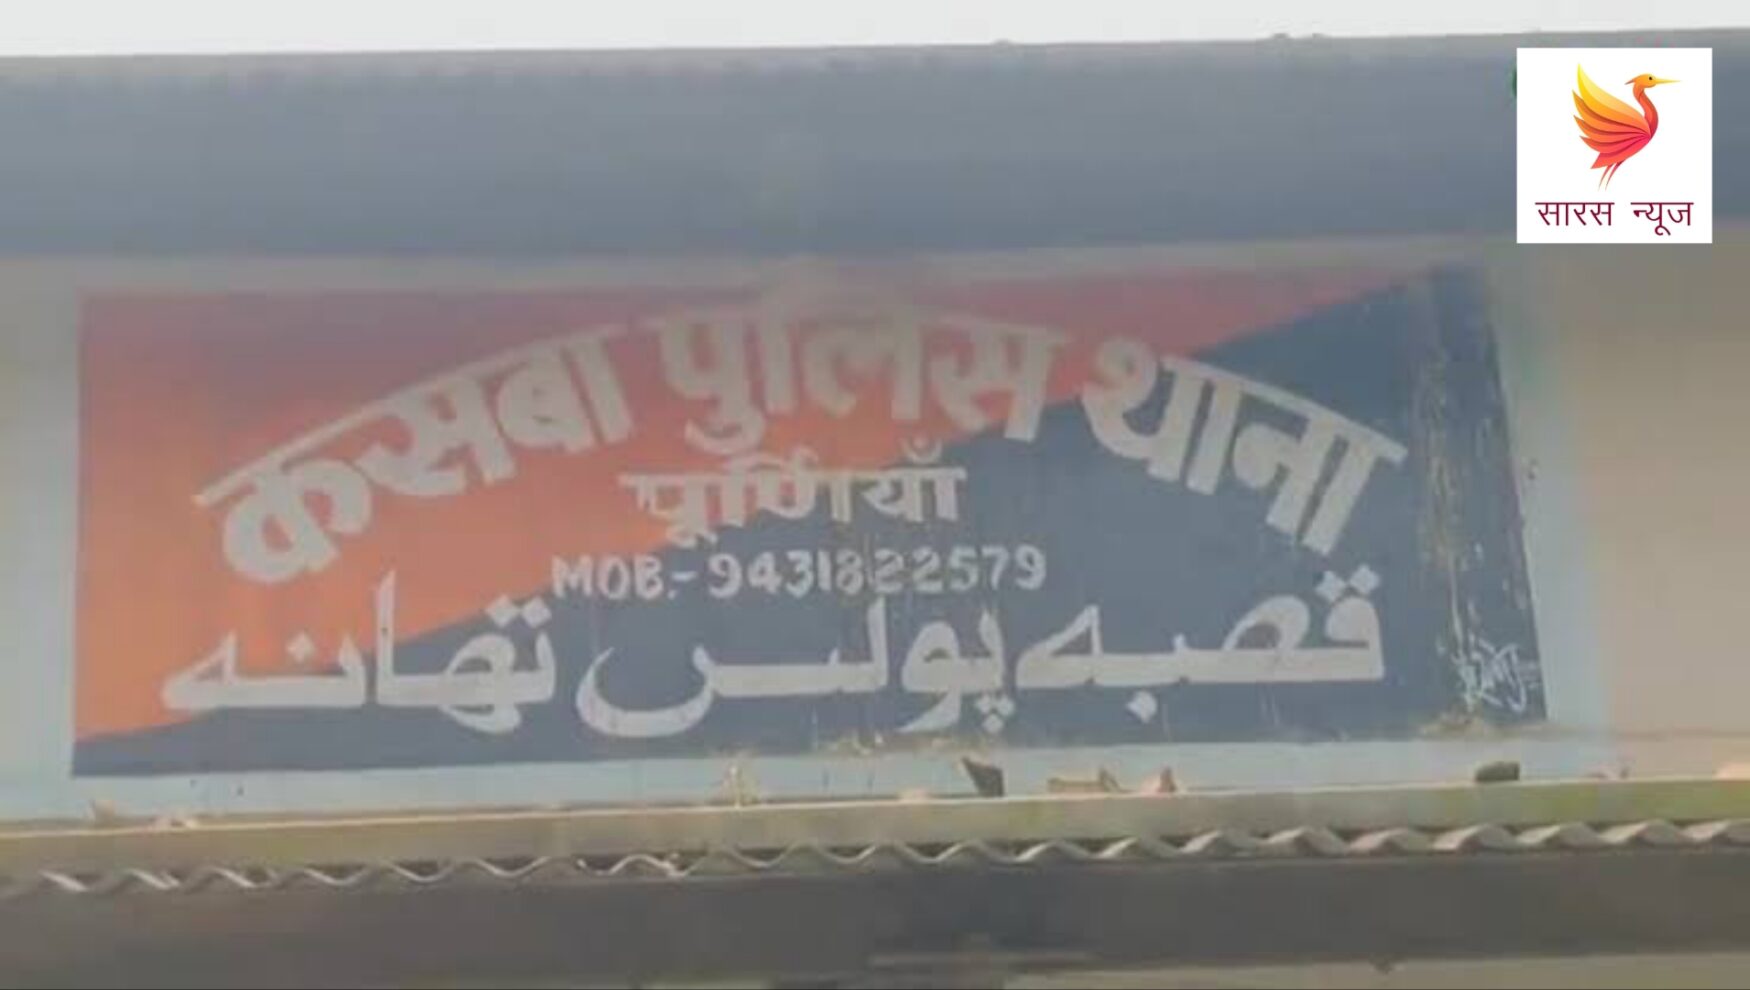 सारस न्यूज
कसबा पुलिस थाना
पूर्णियाँ
MOB.-9431822579
قصبہ پولس تھانہ